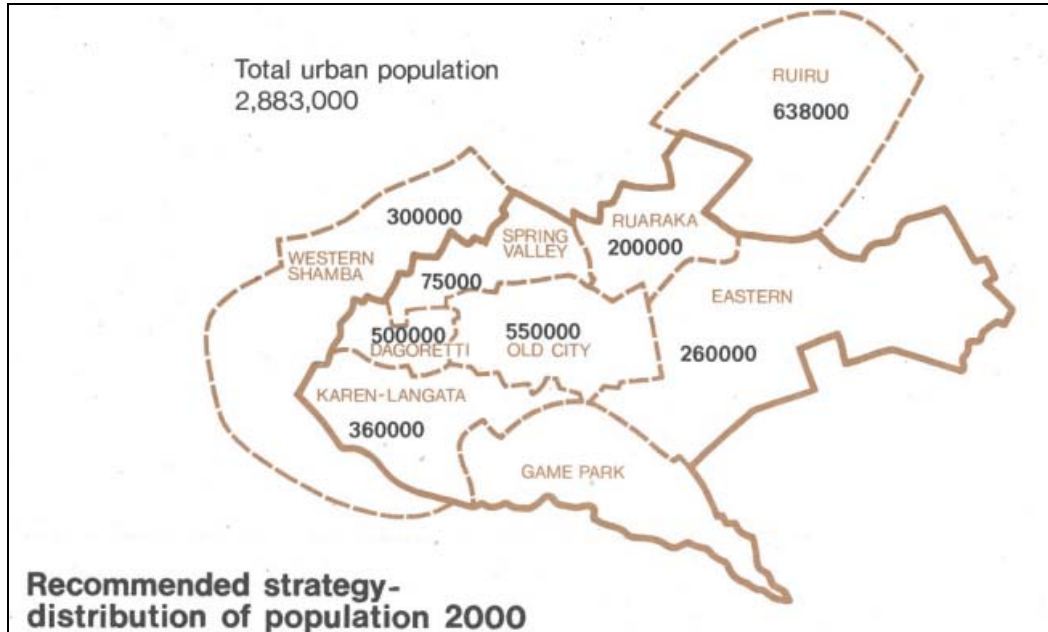 Total urban population
2,883,000
RUIRU
638000
300000
SPRING
VALLEY
RUARAKA
200000
WESTERN
SHAMBA
75000
EASTERN
500000
DAGORETTI
550000
OLD CITY
260000
KAREN-LANGATA
360000
GAME PARK
Recommended strategy-
distribution of population 2000